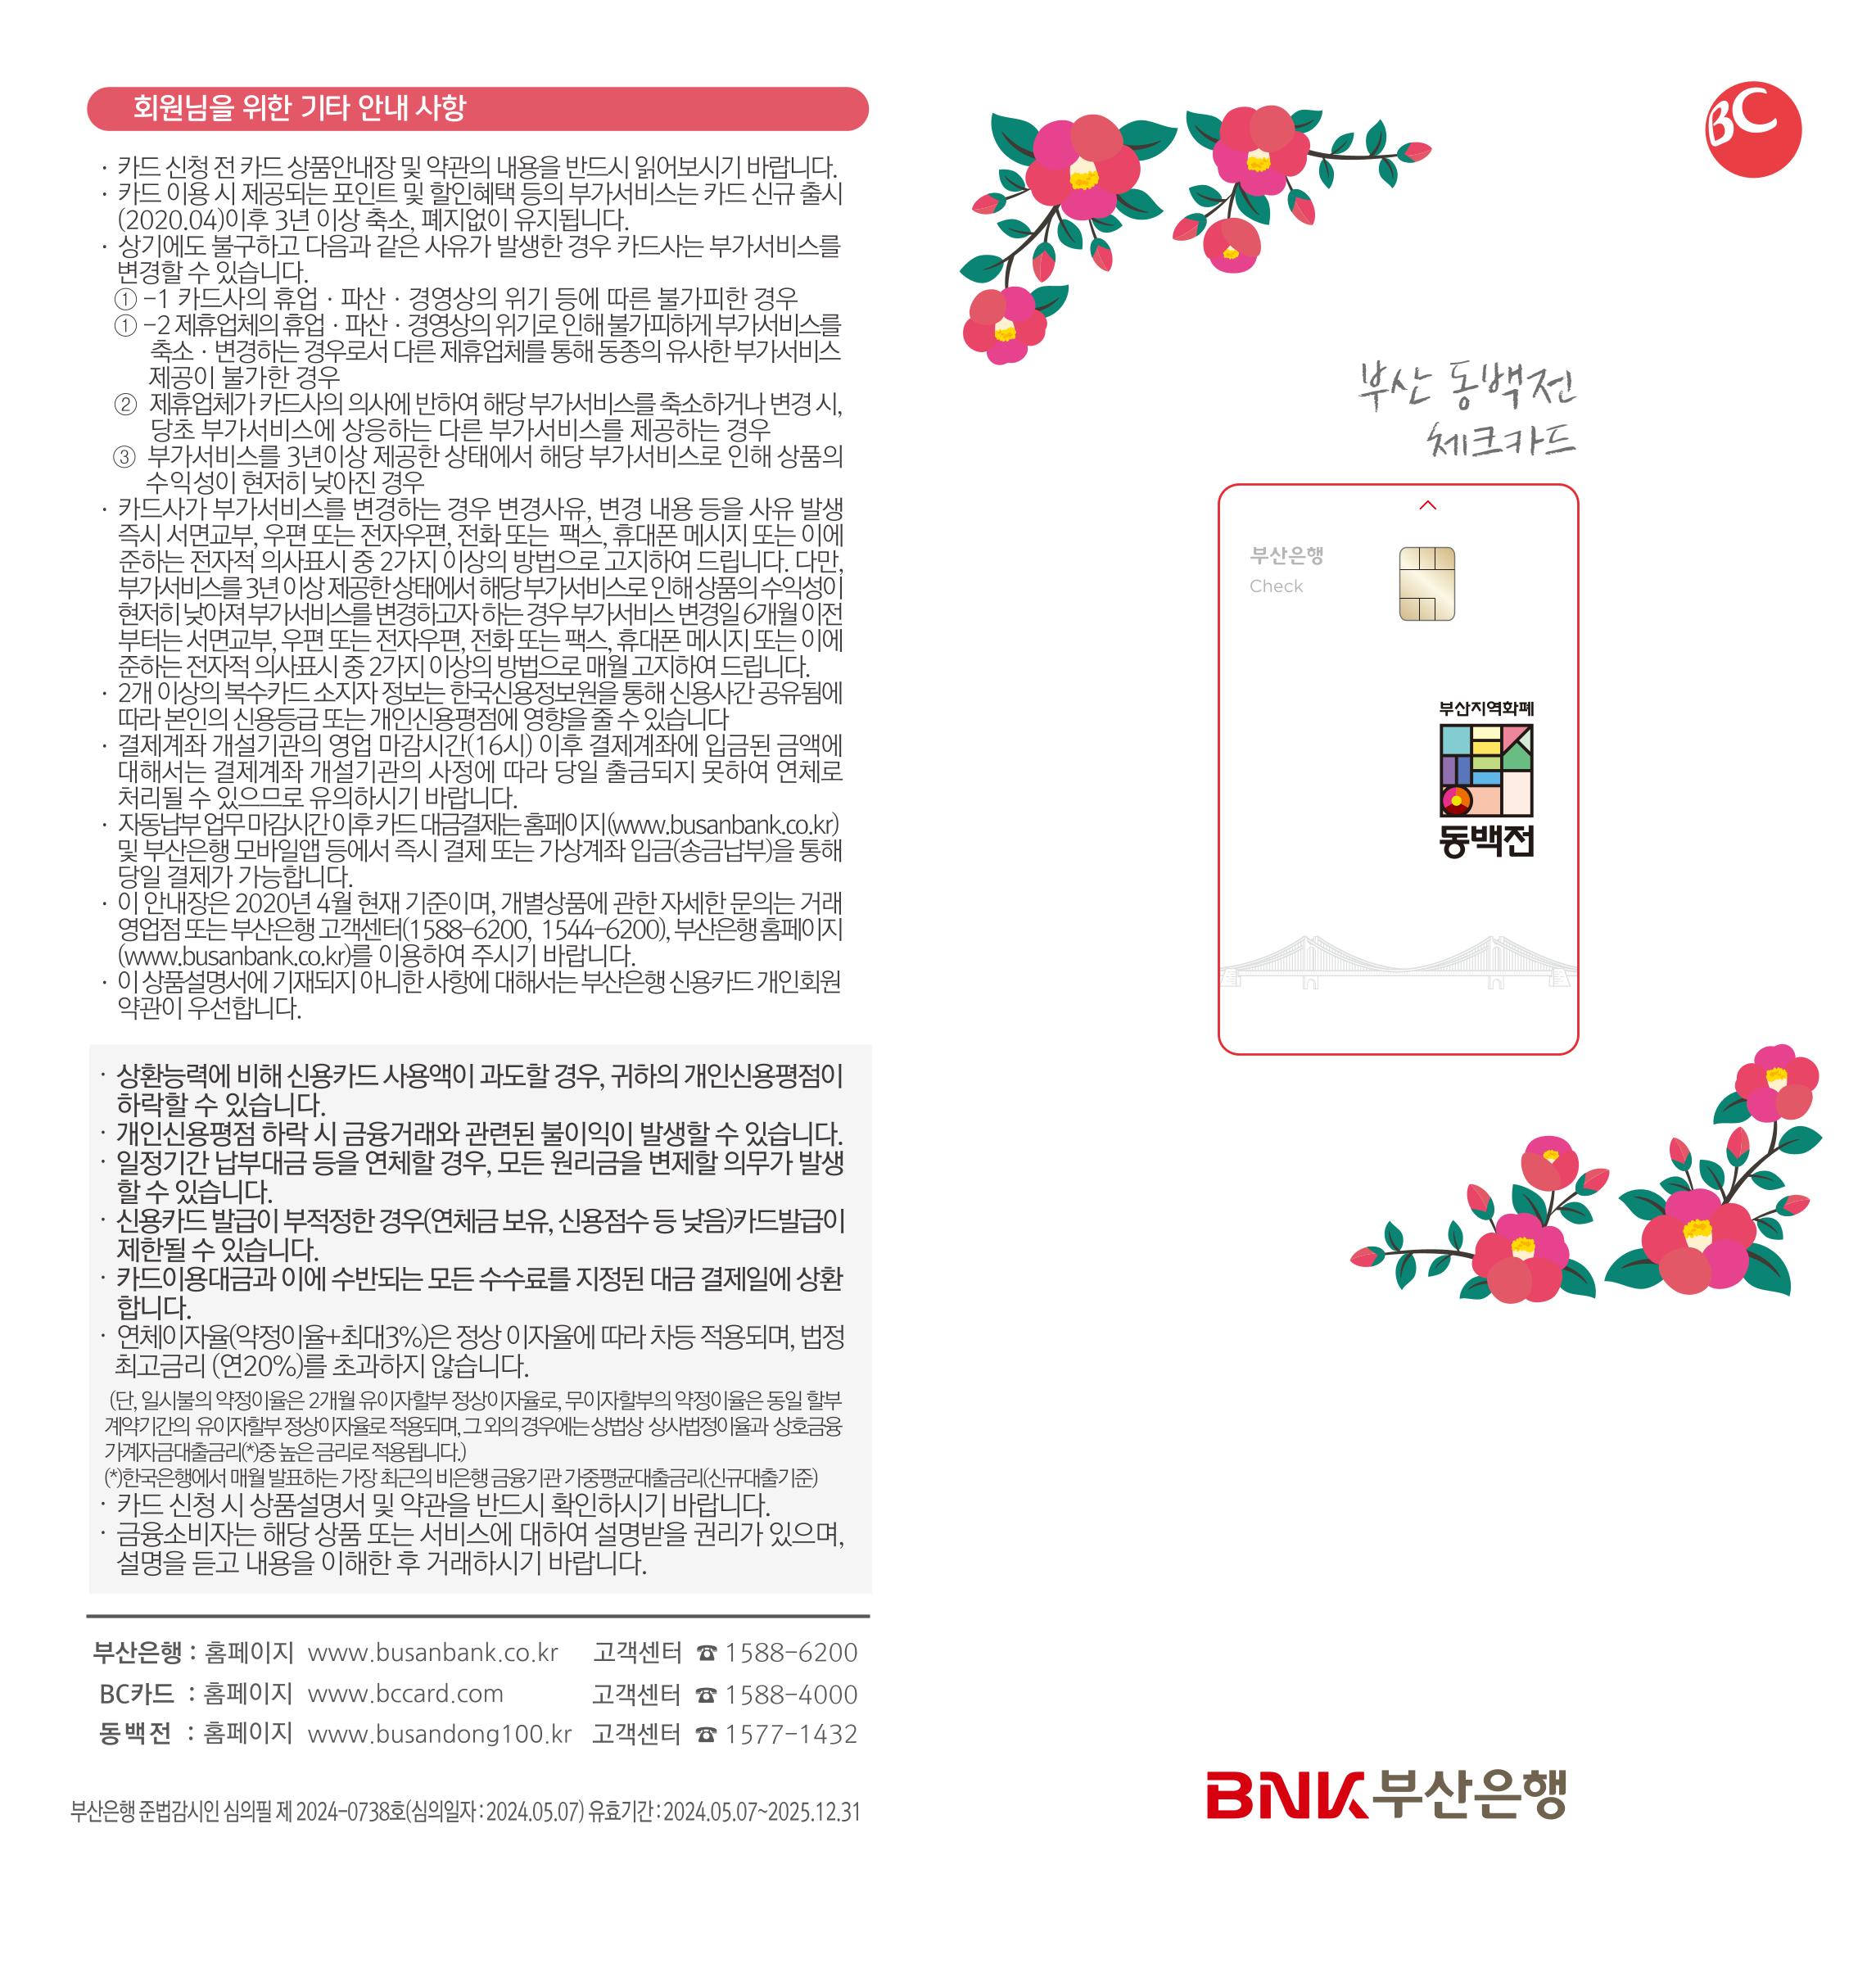 회원님을 위한 기타 안내 사항
· 카드 신청 전 카드 상품안내장 및 약관의 내용을 반드시 읽어보시기 바랍니다.
· 카드 이용 시 제공되는 포인트 및 할인혜택 등의 부가서비스는 카드 신규 출시
(2020.04)이후 3년 이상 축소, 폐지없이 유지됩니다.
· 상기에도 불구하고 다음과 같은 사유가 발생한 경우 카드사는 부가서비스를
변경할 수 있습니다.
① -1 카드사의 휴업 · 파산 · 경영상의 위기 등에 따른 불가피한 경우
① -2 제휴업체의 휴업 · 파산 · 경영상의 위기로 인해 불가피하게 부가서비스를
축소 · 변경하는 경우로서 다른 제휴업체를 통해 동종의 유사한 부가서비스
제공이 불가한 경우
② 제휴업체가 카드사의 의사에 반하여 해당 부가서비스를 축소하거나 변경 시,
당초 부가서비스에 상응하는 다른 부가서비스를 제공하는 경우
③ 부가서비스를 3년이상 제공한 상태에서 해당 부가서비스로 인해 상품의
수익성이 현저히 낮아진 경우
· 카드사가 부가서비스를 변경하는 경우 변경사유, 변경 내용 등을 사유 발생
즉시 서면교부, 우편 또는 전자우편, 전화 또는 팩스, 휴대폰 메시지 또는 이에
준하는 전자적 의사표시 중 2가지 이상의 방법으로 고지하여 드립니다. 다만,
부가서비스를 3년 이상 제공한 상태에서 해당 부가서비스로 인해 상품의 수익성이
현저히 낮아져 부가서비스를 변경하고자 하는 경우 부가서비스 변경일 6개월 이전
부터는 서면교부, 우편 또는 전자우편, 전화 또는 팩스, 휴대폰 메시지 또는 이에
준하는 전자적 의사표시 중 2가지 이상의 방법으로 매월 고지하여 드립니다.
· 2개 이상의 복수카드 소지자 정보는 한국신용정보원을 통해 신용사간 공유됨에
따라 본인의 신용등급 또는 개인신용평점에 영향을 줄 수 있습니다
· 결제계좌 개설기관의 영업 마감시간(16시) 이후 결제계좌에 입금된 금액에
대해서는 결제계좌 개설기관의 사정에 따라 당일 출금되지 못하여 연체로
처리될 수 있으므로 유의하시기 바랍니다.
· 자동납부 업무 마감시간 이후 카드 대금결제는 홈페이지(www.busanbank.co.kr)
및 부산은행 모바일앱 등에서 즉시 결제 또는 가상계좌 입금(송금납부)을 통해
당일 결제가 가능합니다.
· 이 안내장은 2020년 4월 현재 기준이며, 개별상품에 관한 자세한 문의는 거래
영업점 또는 부산은행 고객센터(1588-6200, 1544-6200), 부산은행 홈페이지
(www.busanbank.co.kr)를 이용하여 주시기 바랍니다.
· 이 상품설명서에 기재되지 아니한 사항에 대해서는 부산은행 신용카드 개인회원
약관이 우선합니다.
· 상환능력에 비해 신용카드 사용액이 과도할 경우, 귀하의 개인신용평점이
하락할 수 있습니다.
· 개인신용평점 하락 시 금융거래와 관련된 불이익이 발생할 수 있습니다.
· 일정기간 납부대금 등을 연체할 경우, 모든 원리금을 변제할 의무가 발생
할 수 있습니다.
· 신용카드 발급이 부적정한 경우(연체금 보유, 신용점수 등 낮음)카드발급이
제한될 수 있습니다.
· 카드이용대금과 이에 수반되는 모든 수수료를 지정된 대금 결제일에 상환
합니다.
· 연체이자율(약정이율+최대3%)은 정상 이자율에 따라 차등 적용되며, 법정
최고금리 (연20%)를 초과하지 않습니다.
(단, 일시불의 약정이율은 2개월 유이자할부 정상이자율로, 무이자할부의 약정이율은 동일 할부
계약기간의 유이자할부 정상이자율로 적용되며, 그 외의 경우에는 상법상 상사법정이율과 상호금융
가계자금대출금리(*)중 높은 금리로 적용됩니다.)
(*)한국은행에서 매월 발표하는 가장 최근의 비은행 금융기관 가중평균대출금리(신규대출기준)
· 카드 신청 시 상품설명서 및 약관을 반드시 확인하시기 바랍니다.
· 금융소비자는 해당 상품 또는 서비스에 대하여 설명받을 권리가 있으며,
설명을 듣고 내용을 이해한 후 거래하시기 바랍니다.
부산은행 : 홈페이지 www.busanbank.co.kr 고객센터 ☎ 1588-6200
BC카드 : 홈페이지 www.bccard.com 고객센터 ☎ 1588-4000
동백전 : 홈페이지 www.busandong100.kr 고객센터 ☎ 1577-1432
부산은행 준법감시인 심의필 제 2024-0738호(심의일자 : 2024.05.07) 유효기간 : 2024.05.07~2025.12.31
BC
부산 동백전
체크카드
부산은행
Check
부산지역화폐
동백전
BNK부산은행